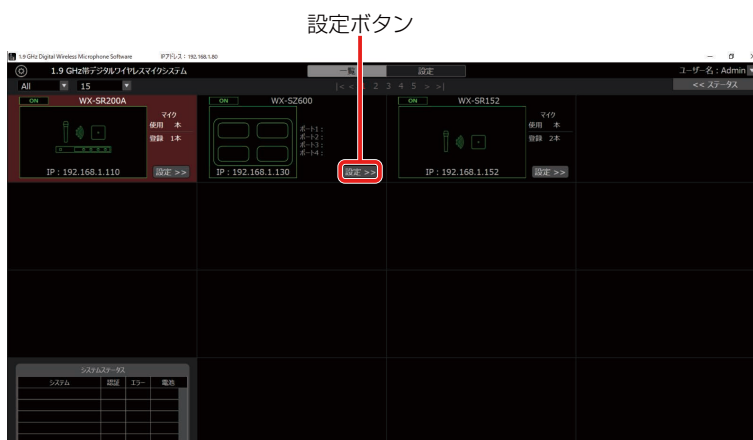 設定ボタン
1.9 GHz Digital Wireless Microphone Software IPアドレス : 192.168.1.80
1.9 GHz帯デジタルワイヤレスマイクシステム 一覧 設定 ユーザー名 : Admin
All 15 |< < 1 2 3 4 5 > >| << ステータス
ON WX-SR200A
マイク
使用 本
登録 1本
IP : 192.168.1.110 設定 >>
ON WX-SZ600
ポート1 :
ポート2 :
ポート3 :
ポート4 :
IP : 192.168.1.130 設定 >>
ON WX-SR152
マイク
使用 本
登録 2本
IP : 192.168.1.152 設定 >>
システムステータス
システム 認証 エラー 電池